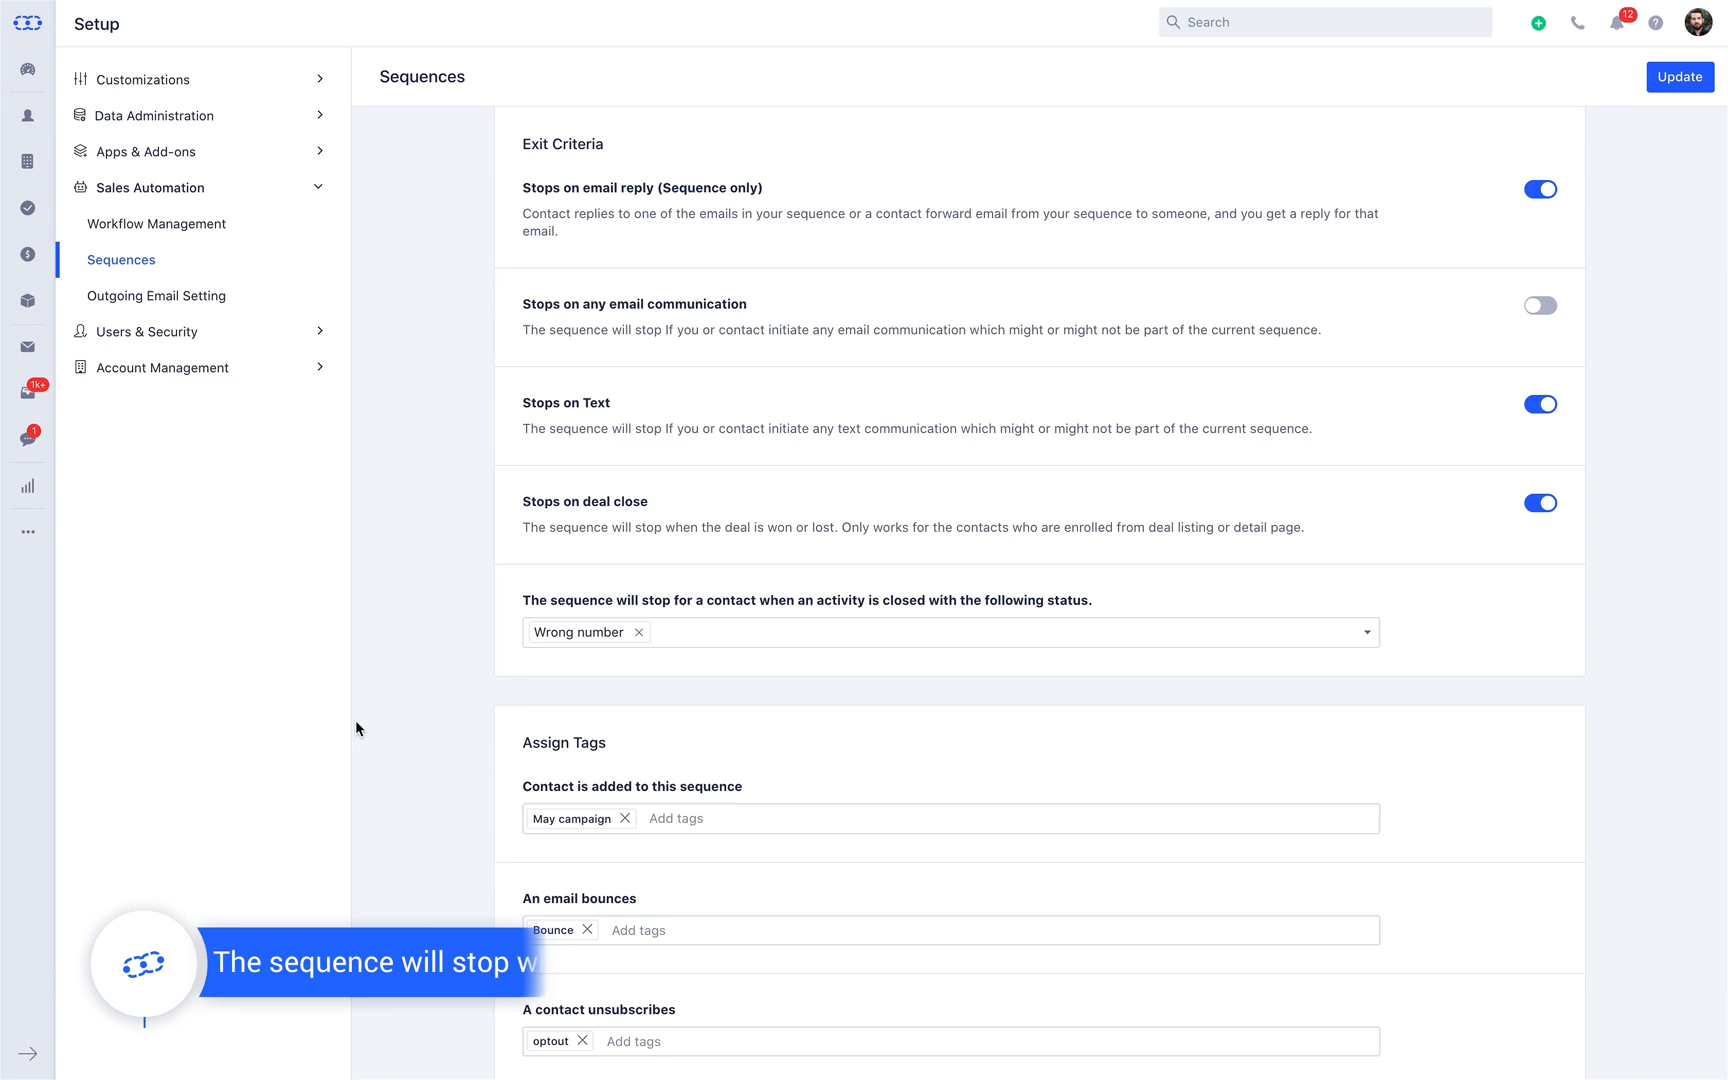 Setup
Search
12
Customizations
Data Administration
Apps & Add-ons
Sales Automation
Workflow Management
Sequences
Outgoing Email Setting
Users & Security
Account Management
1k+
1
Sequences
Update
Exit Criteria
Stops on email reply (Sequence only)
Contact replies to one of the emails in your sequence or a contact forward email from your sequence to someone, and you get a reply for that
email.
Stops on any email communication
The sequence will stop If you or contact initiate any email communication which might or might not be part of the current sequence.
Stops on Text
The sequence will stop If you or contact initiate any text communication which might or might not be part of the current sequence.
Stops on deal close
The sequence will stop when the deal is won or lost. Only works for the contacts who are enrolled from deal listing or detail page.
The sequence will stop for a contact when an activity is closed with the following status.
Wrong number
Assign Tags
Contact is added to this sequence
May campaign Add tags
An email bounces
Bounce Add tags
The sequence will stop
A contact unsubscribes
optout Add tags